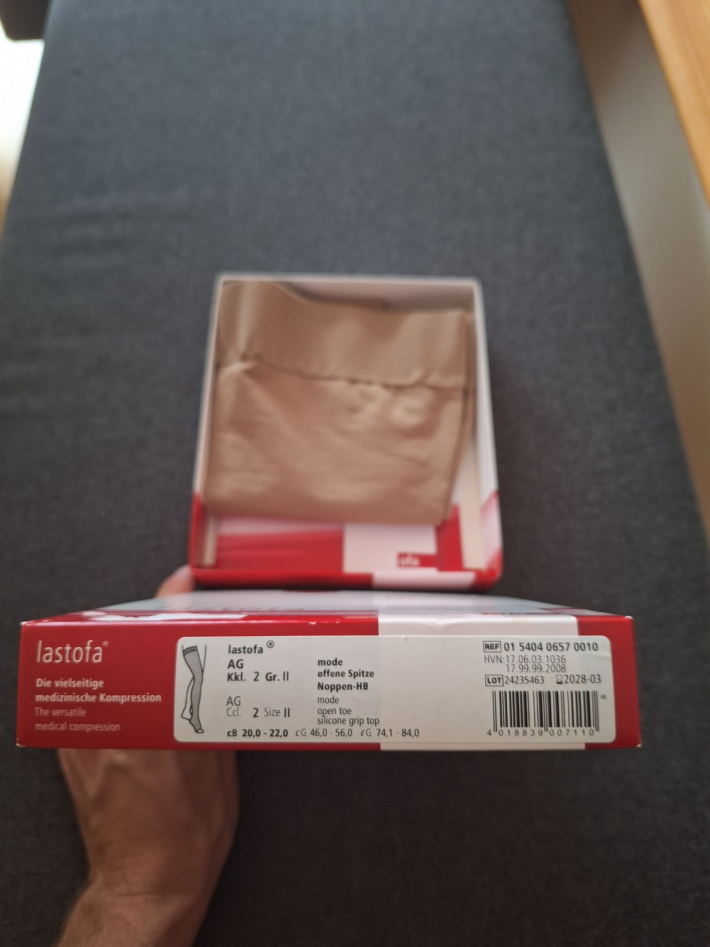 ofa
lastofa®
Die vielseitige
medizinische Kompression
The versatile
medical compression
lastofa®
AG
Kkl. 2 Gr. II
mode
offene Spitze
Noppen-HB
AG
Ccl. 2 Size II
mode
open toe
silicone grip top
cB 20,0 - 22,0 cG 46,0 - 56,0 ℓG 74,1 - 84,0
REF 01 5404 0657 0010
HVN: 17.06.03.1036
17.99.99.2008
LOT 24235463 2028-03
4 018839 007110